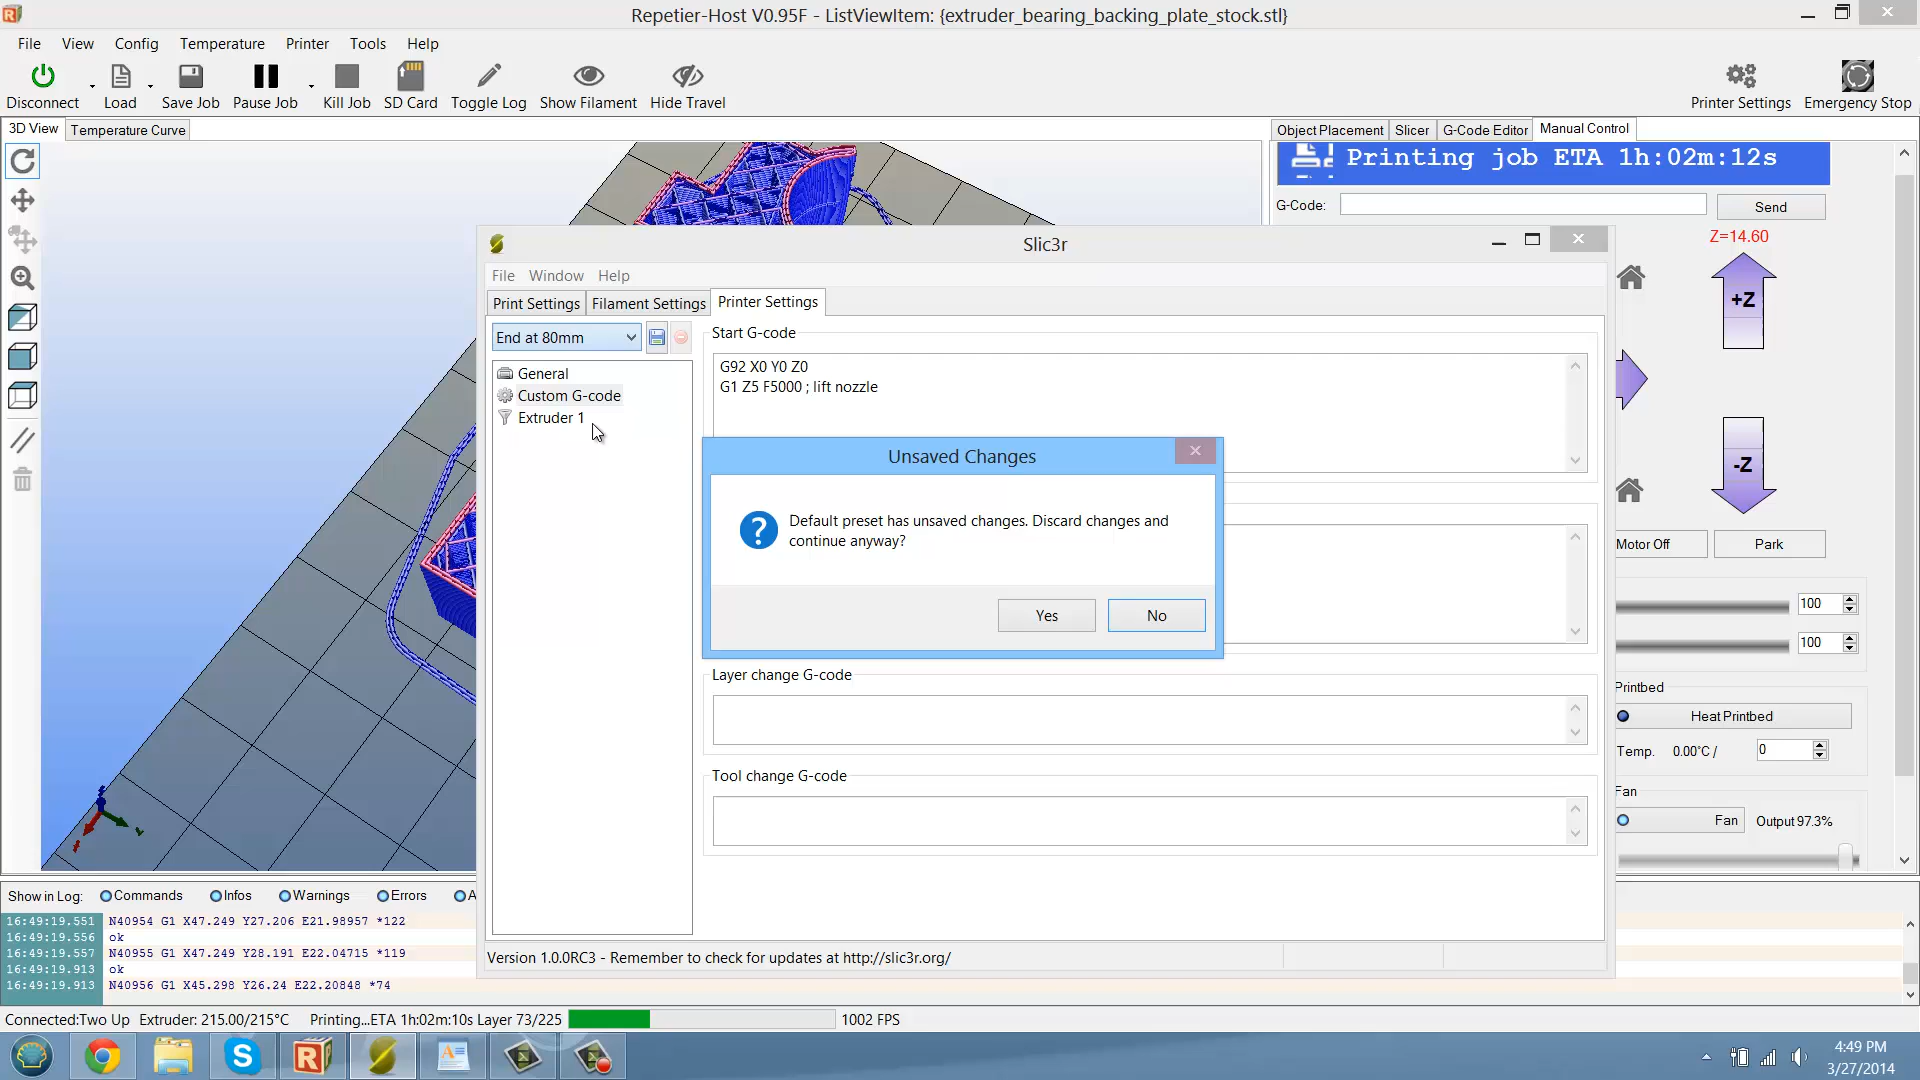 Repetier-Host V0.95F - ListViewItem: {extruder_bearing_backing_plate_stock.stl}
File View Config Temperature Printer Tools Help
Disconnect Load Save Job Pause Job Kill Job SD Card Toggle Log Show Filament Hide Travel Printer Settings Emergency Stop
3D View Temperature Curve
Object Placement Slicer G-Code Editor Manual Control
Printing job ETA 1h:02m:12s
G-Code: Send
Z=14.60
Slic3r
File Window Help
Print Settings Filament Settings Printer Settings
End at 80mm
General
Custom G-code
Extruder 1
Start G-code
G92 X0 Y0 Z0
G1 Z5 F5000 ; lift nozzle
+Z
-Z
Unsaved Changes
Default preset has unsaved changes. Discard changes and
continue anyway?
Yes No
Motor Off Park
100
100
Layer change G-code
Tool change G-code
Printbed
Heat Printbed
Temp. 0.00°C / 0
Fan
Fan Output 97.3%
Version 1.0.0RC3 - Remember to check for updates at http://slic3r.org/
Show in Log: Commands Infos Warnings Errors A
16:49:19.551 N40954 G1 X47.249 Y27.206 E21.98957 *122
16:49:19.556 ok
16:49:19.557 N40955 G1 X47.249 Y28.191 E22.04715 *119
16:49:19.913 ok
16:49:19.913 N40956 G1 X45.298 Y26.24 E22.20848 *74
Connected:Two Up Extruder: 215.00/215°C Printing...ETA 1h:02m:10s Layer 73/225 1002 FPS
4:49 PM
3/27/2014